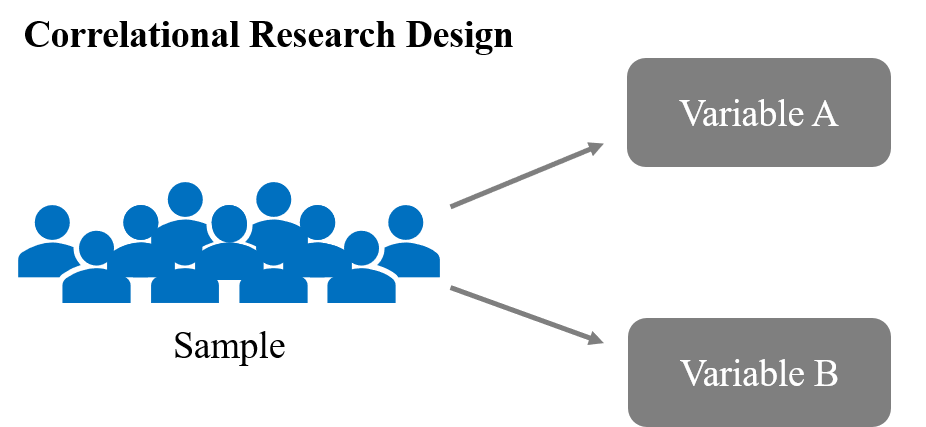 Correlational Research Design
Variable A
Sample
Variable B